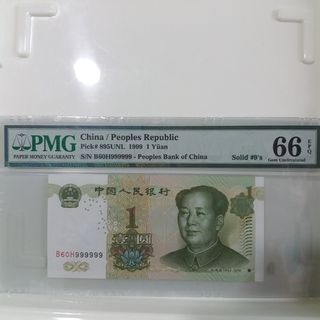 PMG
PAPER MONEY GUARANTY
China / Peoples Republic
Pick# 895UNL 1999 1 Yüan
S/N B60H999999 - Peoples Bank of China
Solid #9's
66 EPQ
Gem Uncirculated
中国人民银行
1
壹圆
B60H999999